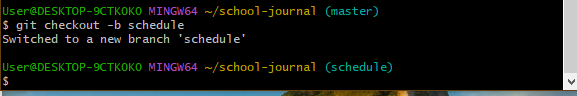 User@DESKTOP-9CTKOKO MINGW64 ~/school-journal (master)
$ git checkout -b schedule
Switched to a new branch 'schedule'
User@DESKTOP-9CTKOKO MINGW64 ~/school-journal (schedule)
$